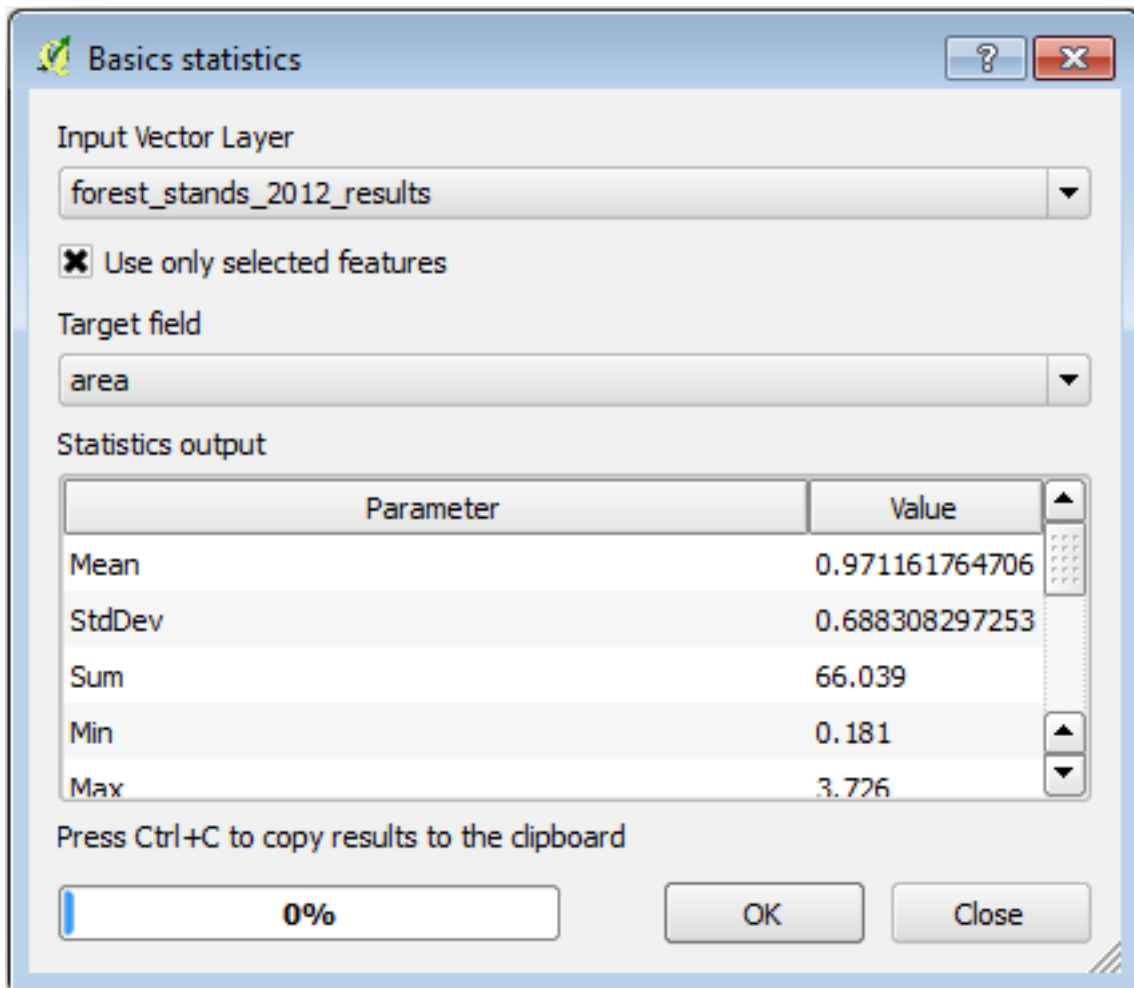 Basics statistics
Input Vector Layer
forest_stands_2012_results
Use only selected features
Target field
area
Statistics output
Parameter Value
Mean 0.971161764706
StdDev 0.688308297253
Sum 66.039
Min 0.181
Max 3.726
Press Ctrl+C to copy results to the clipboard
0% OK Close